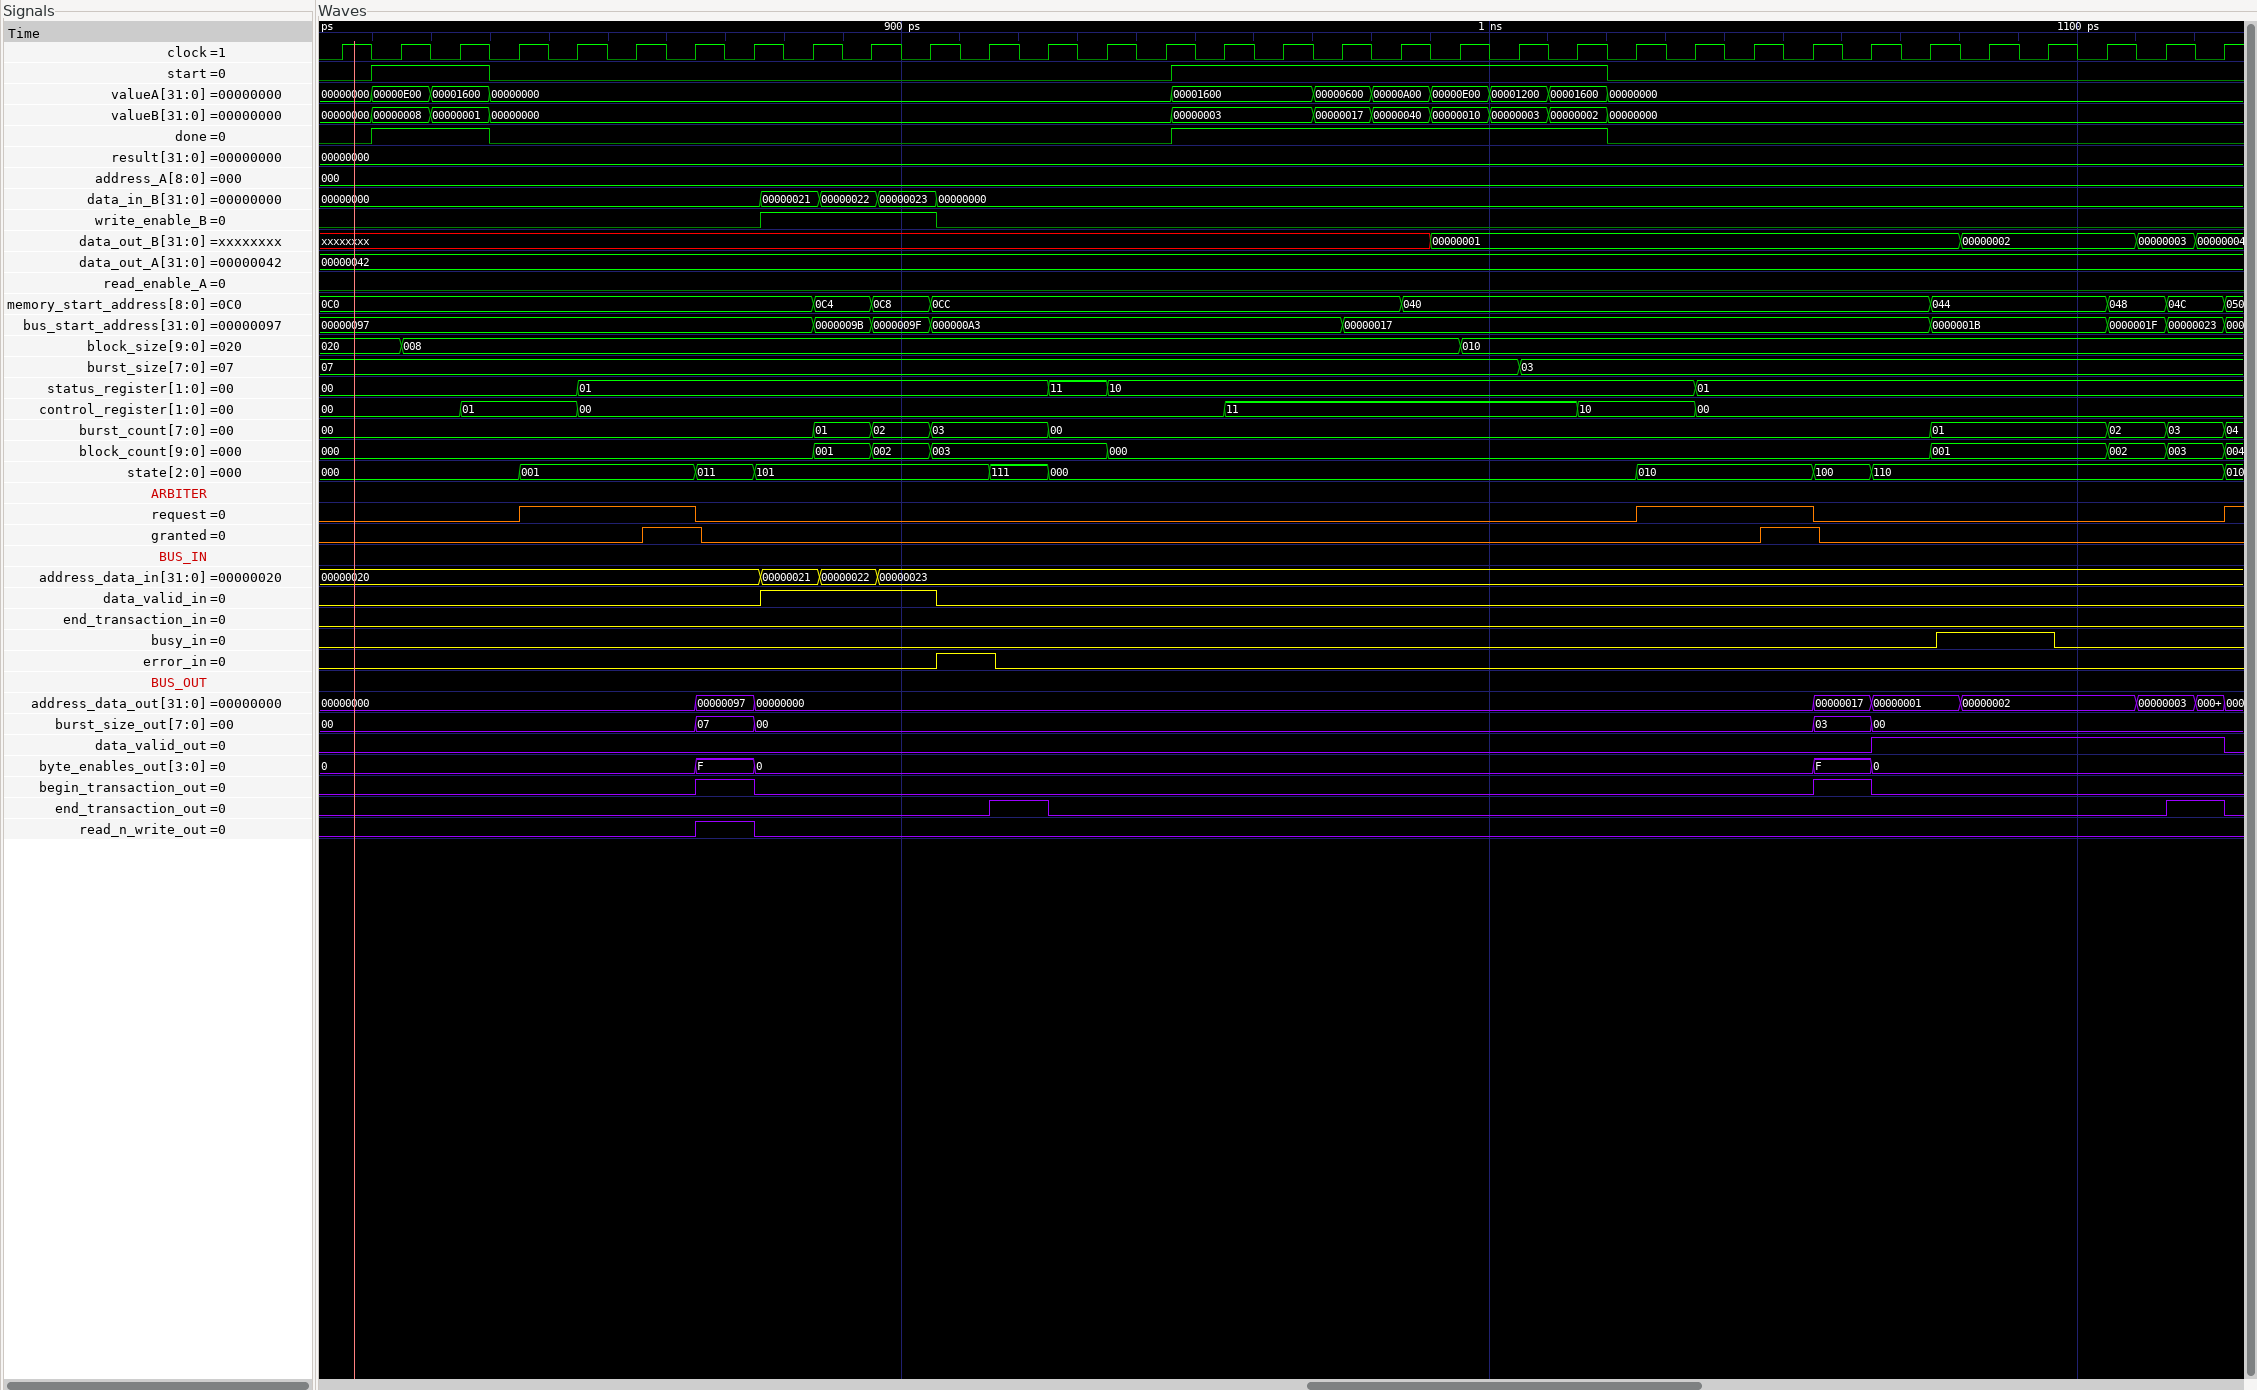 Signals Waves
Time ps 900 ps 1 ns 1100 ps
clock=1
start=0
valueA[31:0]=00000000 00000000 00000E00 00001600 00000000 00001600 00000600 00000A00 00000E00 00001200 00001600 00000000
valueB[31:0]=00000000 00000000 00000008 00000001 00000000 00000003 00000017 00000040 00000010 00000003 00000002 00000000
done=0
result[31:0]=00000000 00000000
address_A[8:0]=000 000
data_in_B[31:0]=00000000 00000000 00000021 00000022 00000023 00000000
write_enable_B=0
data_out_B[31:0]=xxxxxxxx xxxxxxxx 00000001 00000002 00000003 00000004
data_out_A[31:0]=00000042 00000042
read_enable_A=0
memory_start_address[8:0]=0C0 0C0 0C4 0C8 0CC 040 044 048 04C 050
bus_start_address[31:0]=00000097 00000097 0000009B 0000009F 000000A3 00000017 0000001B 0000001F 00000023 000
block_size[9:0]=020 020 008 010
burst_size[7:0]=07 07 03
status_register[1:0]=00 00 01 11 10 01
control_register[1:0]=00 00 01 00 11 10 00
burst_count[7:0]=00 00 01 02 03 00 01 02 03 04
block_count[9:0]=000 000 001 002 003 000 001 002 003 004
state[2:0]=000 000 001 011 101 111 000 010 100 110 010
ARBITER
request=0
granted=0
BUS_IN
address_data_in[31:0]=00000020 00000020 00000021 00000022 00000023
data_valid_in=0
end_transaction_in=0
busy_in=0
error_in=0
BUS_OUT
address_data_out[31:0]=00000000 00000000 00000097 00000000 00000017 00000001 00000002 00000003 000+ 000
burst_size_out[7:0]=00 00 07 00 03 00
data_valid_out=0
byte_enables_out[3:0]=0 0 F 0 F 0
begin_transaction_out=0
end_transaction_out=0
read_n_write_out=0